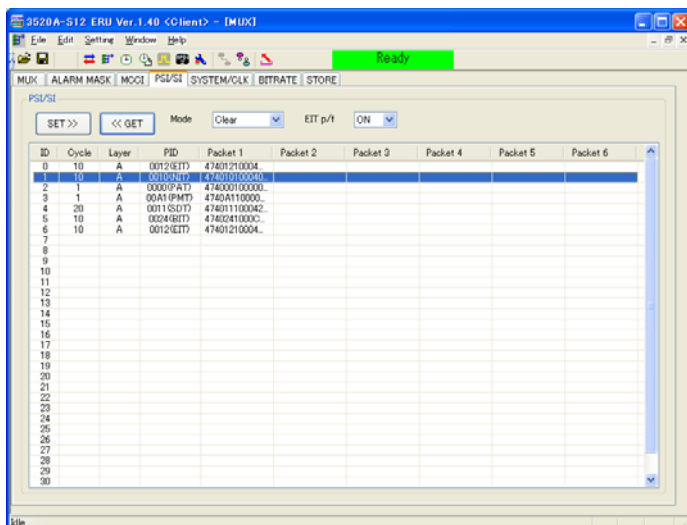 3520A-S12 ERU Ver.1.40 <Client> - [MUX]
File Edit Setting Window Help
Ready
MUX ALARM MASK MCCI PSI/SI SYSTEM/CLK BITRATE STORE
PSI/SI
SET >> << GET Mode Clear EIT p/f ON
ID Cycle Layer PID Packet 1 Packet 2 Packet 3 Packet 4 Packet 5 Packet 6
0 10 A 0012(EIT) 47401210004...
1 10 A 0010(NIT) 474010100040...
2 1 A 0000(PAT) 474000100000...
3 1 A 00A1(PMT) 4740A110000...
4 20 A 0011(SDT) 474011100042...
5 10 A 0024(BIT) 4740241000C...
6 10 A 0012(EIT) 47401210004...
7
8
9
10
11
12
13
14
15
16
17
18
19
20
21
22
23
24
25
26
27
28
29
30
Idle